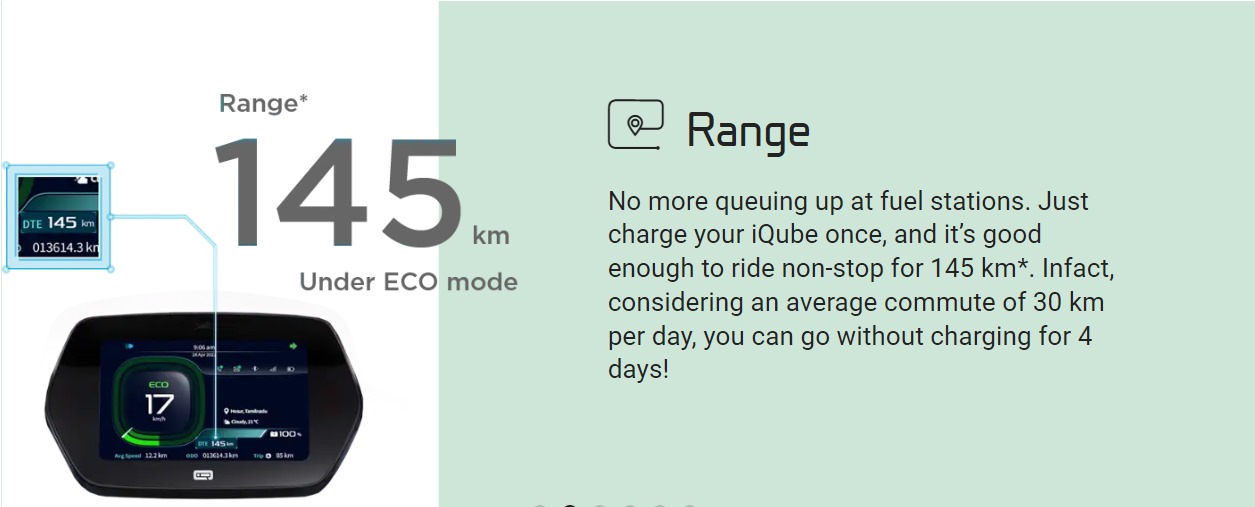 Range*
145 km
Under ECO mode
DTE 145 km
013614.3 km
9:06 am
ECO
17
km/h
Hosur, Tamilnadu
Cloudy, 31°C
100 %
DTE 145 km
Avg Speed 12.2 km ODO 013614.3 km Trip 85 km
Range
No more queuing up at fuel stations. Just
charge your iQube once, and it’s good
enough to ride non-stop for 145 km*. Infact,
considering an average commute of 30 km
per day, you can go without charging for 4
days!